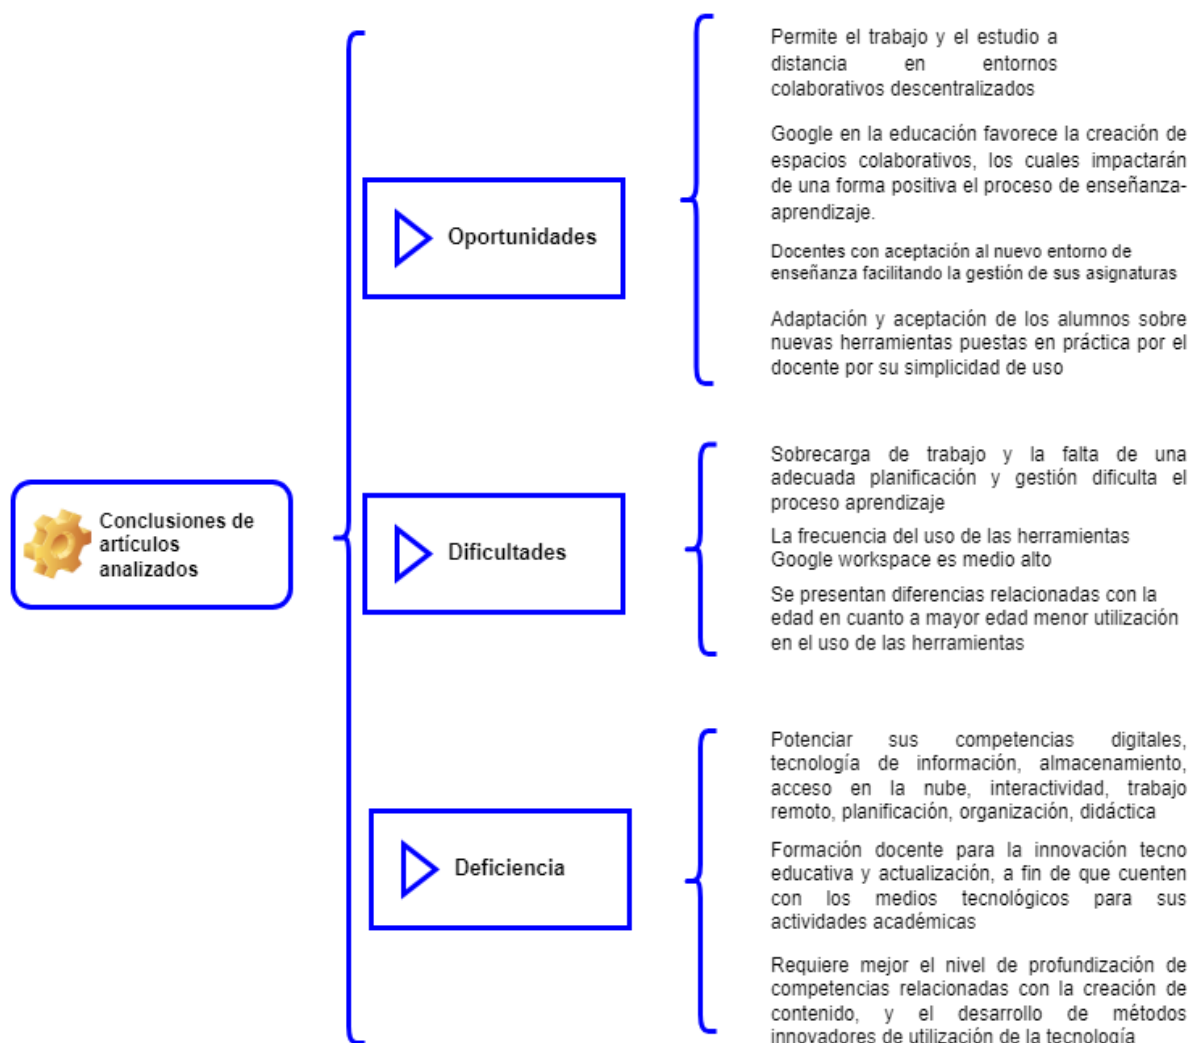 Conclusiones de
artículos
analizados
Oportunidades
Permite el trabajo y el estudio a
distancia en entornos
colaborativos descentralizados
Google en la educación favorece la creación de
espacios colaborativos, los cuales impactarán
de una forma positiva el proceso de enseñanza-
aprendizaje.
Docentes con aceptación al nuevo entorno de
enseñanza facilitando la gestión de sus asignaturas
Adaptación y aceptación de los alumnos sobre
nuevas herramientas puestas en práctica por el
docente por su simplicidad de uso
Dificultades
Sobrecarga de trabajo y la falta de una
adecuada planificación y gestión dificulta el
proceso aprendizaje
La frecuencia del uso de las herramientas
Google workspace es medio alto
Se presentan diferencias relacionadas con la
edad en cuanto a mayor edad menor utilización
en el uso de las herramientas
Deficiencia
Potenciar sus competencias digitales,
tecnología de información, almacenamiento,
acceso en la nube, interactividad, trabajo
remoto, planificación, organización, didáctica
Formación docente para la innovación tecno
educativa y actualización, a fin de que cuenten
con los medios tecnológicos para sus
actividades académicas
Requiere mejor el nivel de profundización de
competencias relacionadas con la creación de
contenido, y el desarrollo de métodos
innovadores de utilización de la tecnología